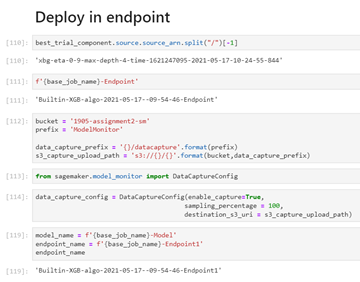 Deploy in endpoint
[110]: best_trial_component.source.source_arn.split("/")[-1]
[110]: 'xbg-eta-0-9-max-depth-4-time-1621247095-2021-05-17-10-24-55-844'
[111]: f'{base_job_name}-Endpoint'
[111]: 'Builtin-XGB-algo-2021-05-17--09-54-46-Endpoint'
[112]: bucket = '1905-assignment2-sm'
prefix = 'ModelMonitor'
data_capture_prefix = '{}/datacapture'.format(prefix)
s3_capture_upload_path = 's3://{}/{}'.format(bucket,data_capture_prefix)
[113]: from sagemaker.model_monitor import DataCaptureConfig
[114]: data_capture_config = DataCaptureConfig(enable_capture=True,
sampling_percentage = 100,
destination_s3_uri = s3_capture_upload_path)
[119]: model_name = f'{base_job_name}-Model'
endpoint_name = f'{base_job_name}-Endpoint1'
endpoint_name
[119]: 'Builtin-XGB-algo-2021-05-17--09-54-46-Endpoint1'